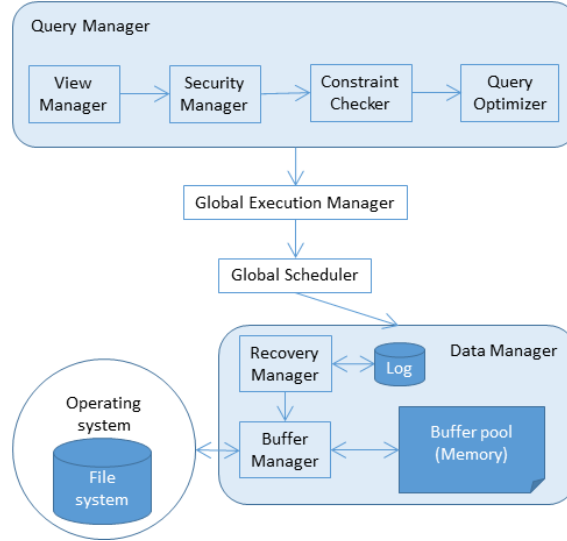 Query Manager
View
Manager
Security
Manager
Constraint
Checker
Query
Optimizer
Global Execution Manager
Global Scheduler
Recovery
Manager
Log
Data Manager
Operating
system
File
system
Buffer
Manager
Buffer pool
(Memory)